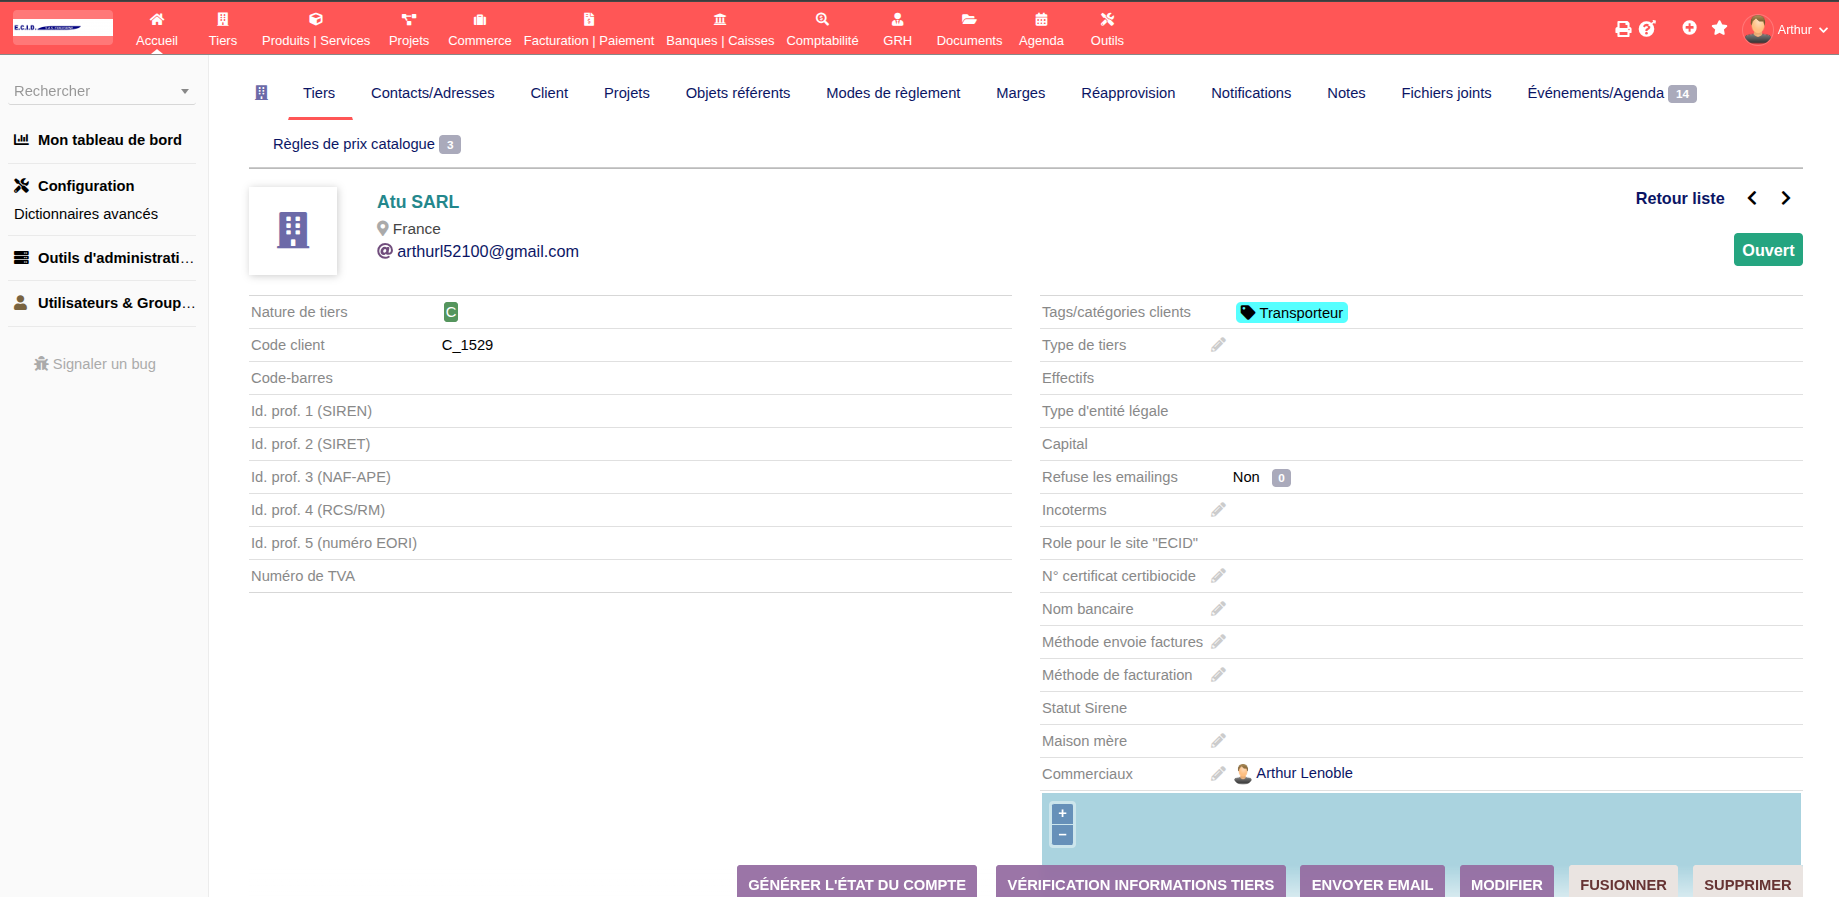 E.C.I.D.
Accueil
Tiers
Produits | Services
Projets
Commerce
Facturation | Paiement
Banques | Caisses
Comptabilité
GRH
Documents
Agenda
Outils
Arthur
Rechercher
Mon tableau de bord
Configuration
Dictionnaires avancés
Outils d'administrati…
Utilisateurs & Group…
Signaler un bug
Tiers
Contacts/Adresses
Client
Projets
Objets référents
Modes de règlement
Marges
Réapprovision
Notifications
Notes
Fichiers joints
Événements/Agenda 14
Règles de prix catalogue 3
Atu SARL
France
arthurl52100@gmail.com
Retour liste
Ouvert
Nature de tiers C
Code client C_1529
Code-barres
Id. prof. 1 (SIREN)
Id. prof. 2 (SIRET)
Id. prof. 3 (NAF-APE)
Id. prof. 4 (RCS/RM)
Id. prof. 5 (numéro EORI)
Numéro de TVA
Tags/catégories clients Transporteur
Type de tiers
Effectifs
Type d'entité légale
Capital
Refuse les emailings Non 0
Incoterms
Role pour le site "ECID"
N° certificat certibiocide
Nom bancaire
Méthode envoie factures
Méthode de facturation
Statut Sirene
Maison mère
Commerciaux Arthur Lenoble
+
−
GÉNÉRER L'ÉTAT DU COMPTE
VÉRIFICATION INFORMATIONS TIERS
ENVOYER EMAIL
MODIFIER
FUSIONNER
SUPPRIMER